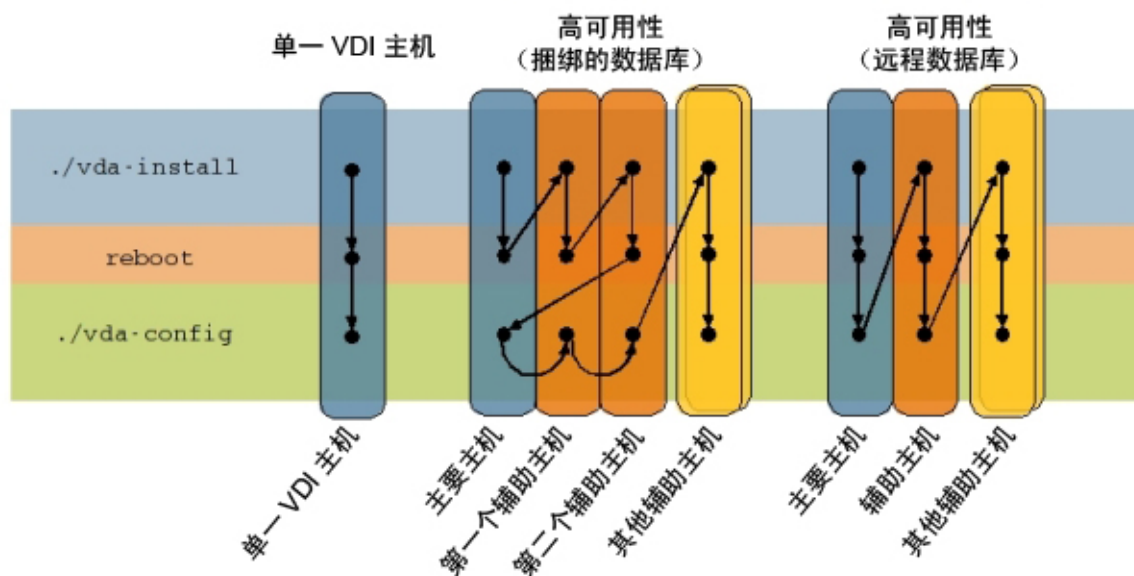 单一 VDI 主机
高可用性
（捆绑的数据库）
高可用性
（远程数据库）
./vda-install
reboot
./vda-config
单一 VDI 主机
主要主机
第一个辅助主机
第二个辅助主机
其他辅助主机
主要主机
辅助主机
其他辅助主机